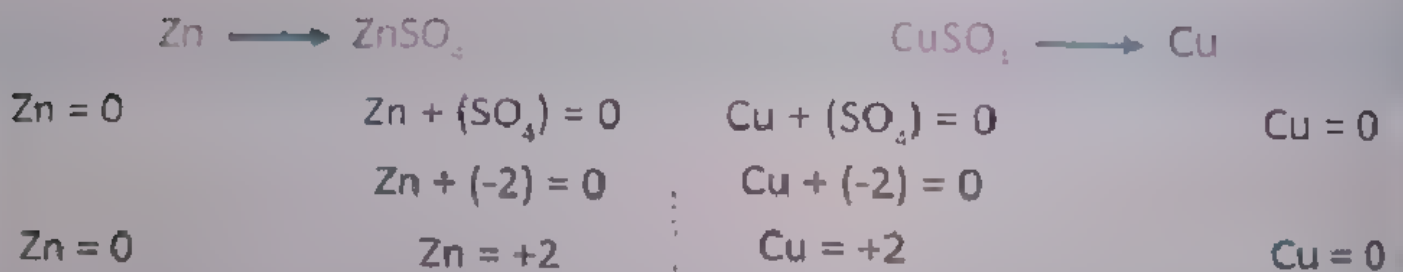 Zn ⟶ ZnSO₄ CuSO₄ ⟶ Cu
Zn = 0 Zn + (SO₄) = 0 Cu + (SO₄) = 0 Cu = 0
Zn + (-2) = 0 Cu + (-2) = 0
Zn = 0 Zn = +2 Cu = +2 Cu = 0